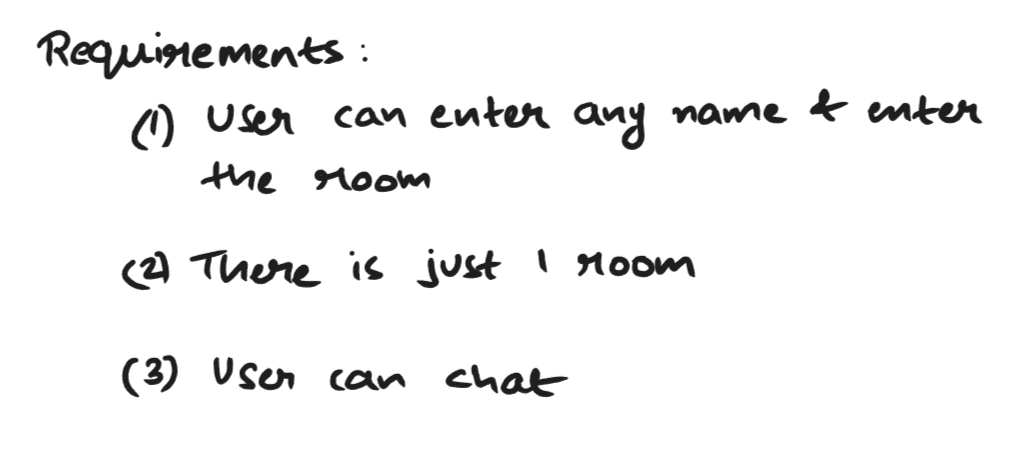 Requirements :
(1) User can enter any name & enter
the room
(2) There is just 1 room
(3) User can chat